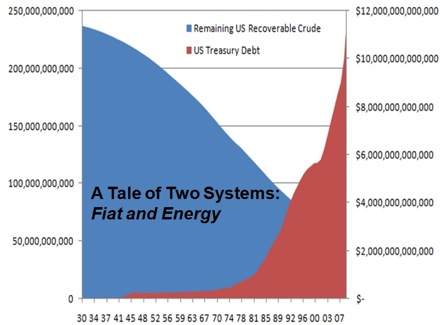 Remaining US Recoverable Crude
US Treasury Debt
250,000,000,000
200,000,000,000
150,000,000,000
100,000,000,000
50,000,000,000
0
$12,000,000,000,000
$10,000,000,000,000
$8,000,000,000,000
$6,000,000,000,000
$4,000,000,000,000
$2,000,000,000,000
$-
A Tale of Two Systems:
Fiat and Energy
30 34 37 41 45 48 52 56 59 63 67 70 74 78 81 85 89 92 96 00 03 07